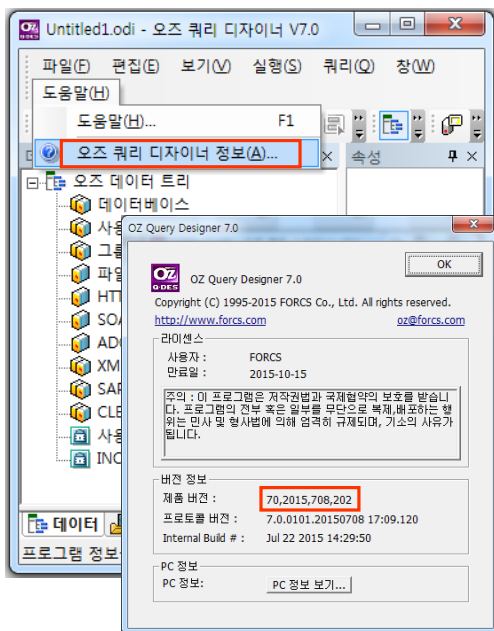 Untitled1.odi - 오즈 쿼리 디자이너 V7.0
파일(F) 편집(E) 보기(V) 실행(S) 쿼리(Q) 창(W)
도움말(H)
도움말(H)... F1
오즈 쿼리 디자이너 정보(A)...
속성
오즈 데이터 트리
데이터베이스
사용
그룹
파일
HTT
SOA
ADO
XM
SAP
CLE
사용
INC
데이터
프로그램 정보
OZ Query Designer 7.0
OZ
Q-DES
OZ Query Designer 7.0
OK
Copyright (C) 1995-2015 FORCS Co., Ltd. All rights reserved.
http://www.forcs.com oz@forcs.com
라이센스
사용자 : FORCS
만료일 : 2015-10-15
주의 : 이 프로그램은 저작권법과 국제협약의 보호를 받습니
다. 프로그램의 전부 혹은 일부를 무단으로 복제,배포하는 행
위는 민사 및 형사법에 의해 엄격히 규제되며, 기소의 사유가
됩니다.
버전 정보
제품 버전 : 70,2015,708,202
프로토콜 버전 : 7.0.0101.20150708 17:09.120
Internal Build # : Jul 22 2015 14:29:50
PC 정보
PC 정보: PC 정보 보기...